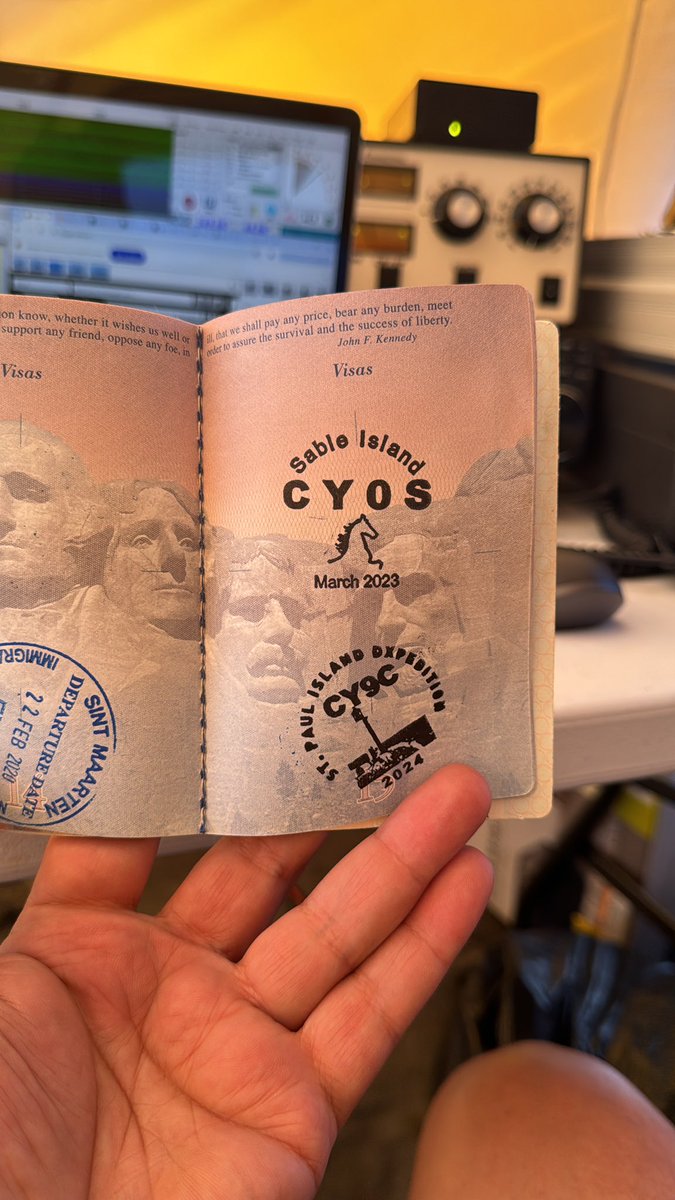 on know, whether it wishes us well or
support any friend, oppose any foe, in
Visas
IMMIGRA
SINT MAARTEN
DEPARTURE DATE
22 FEB 2020
ill, that we shall pay any price, bear any burden, meet
order to assure the survival and the success of liberty.
John F. Kennedy
Visas
Sable Island
CY0S
March 2023
ST. PAUL ISLAND DXPEDITION
CY9C
2024